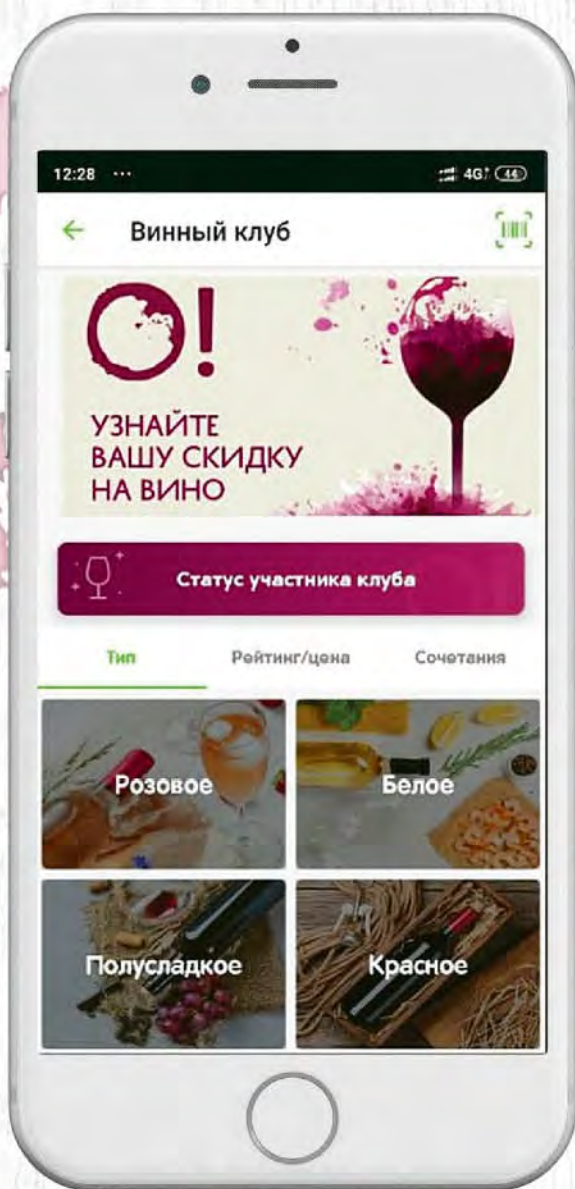 12:28 ...
4G 44
Винный клуб
О!
УЗНАЙТЕ
ВАШУ СКИДКУ
НА ВИНО
Статус участника клуба
Тип
Рейтинг/цена
Сочетания
Розовое
Белое
Полусладкое
Красное